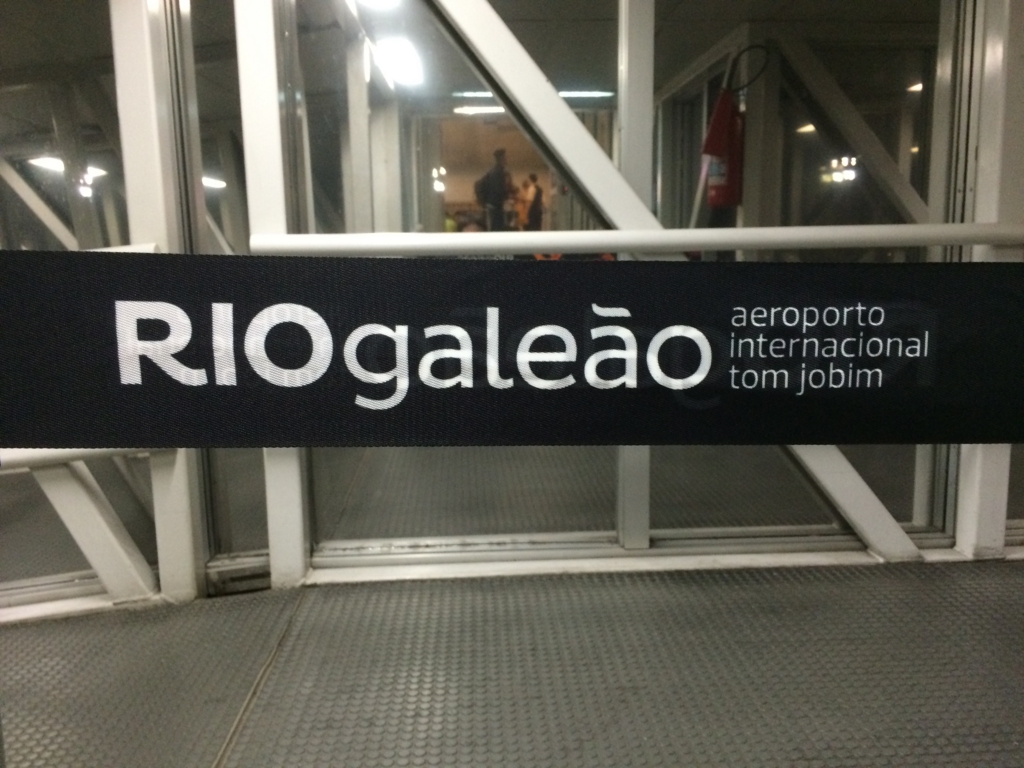 RIOgaleão
aeroporto
internacional
tom jobim